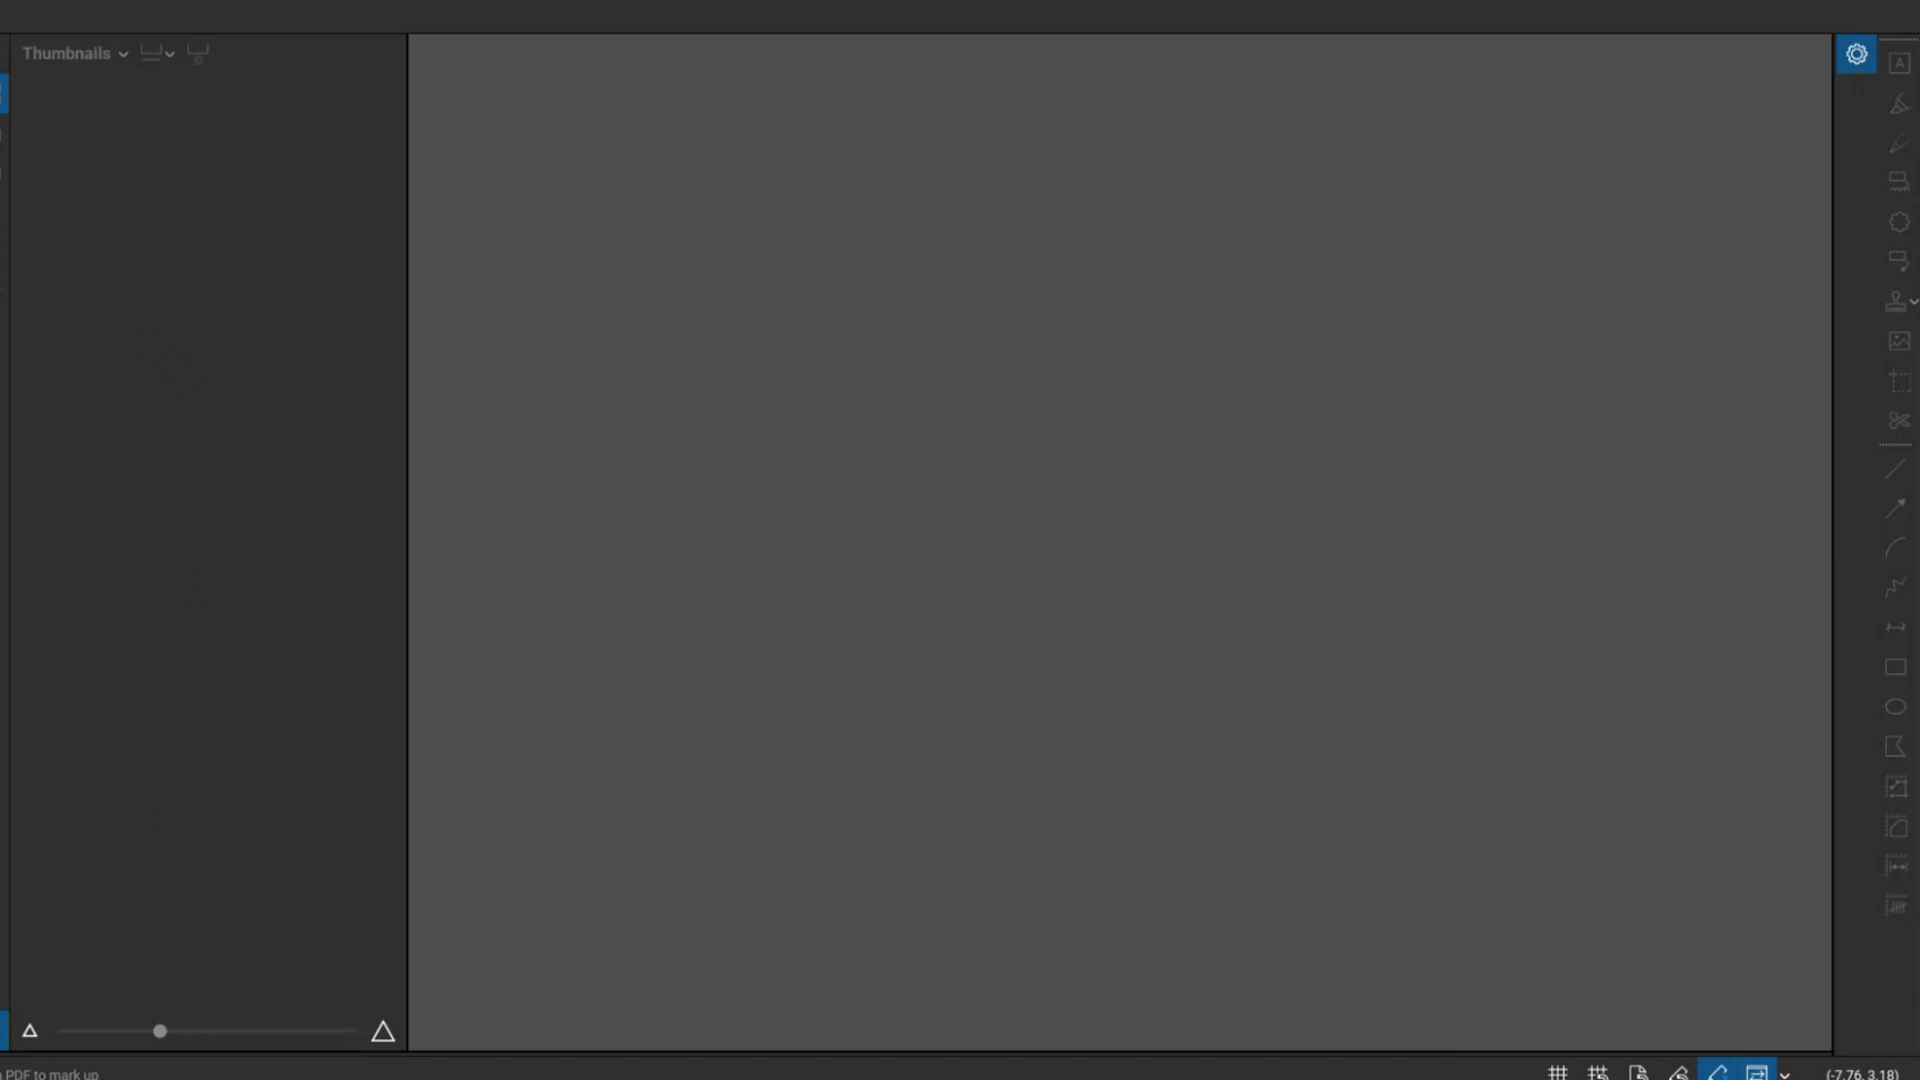 Thumbnails
A
PDF to mark up
(-7.76, 3.18)